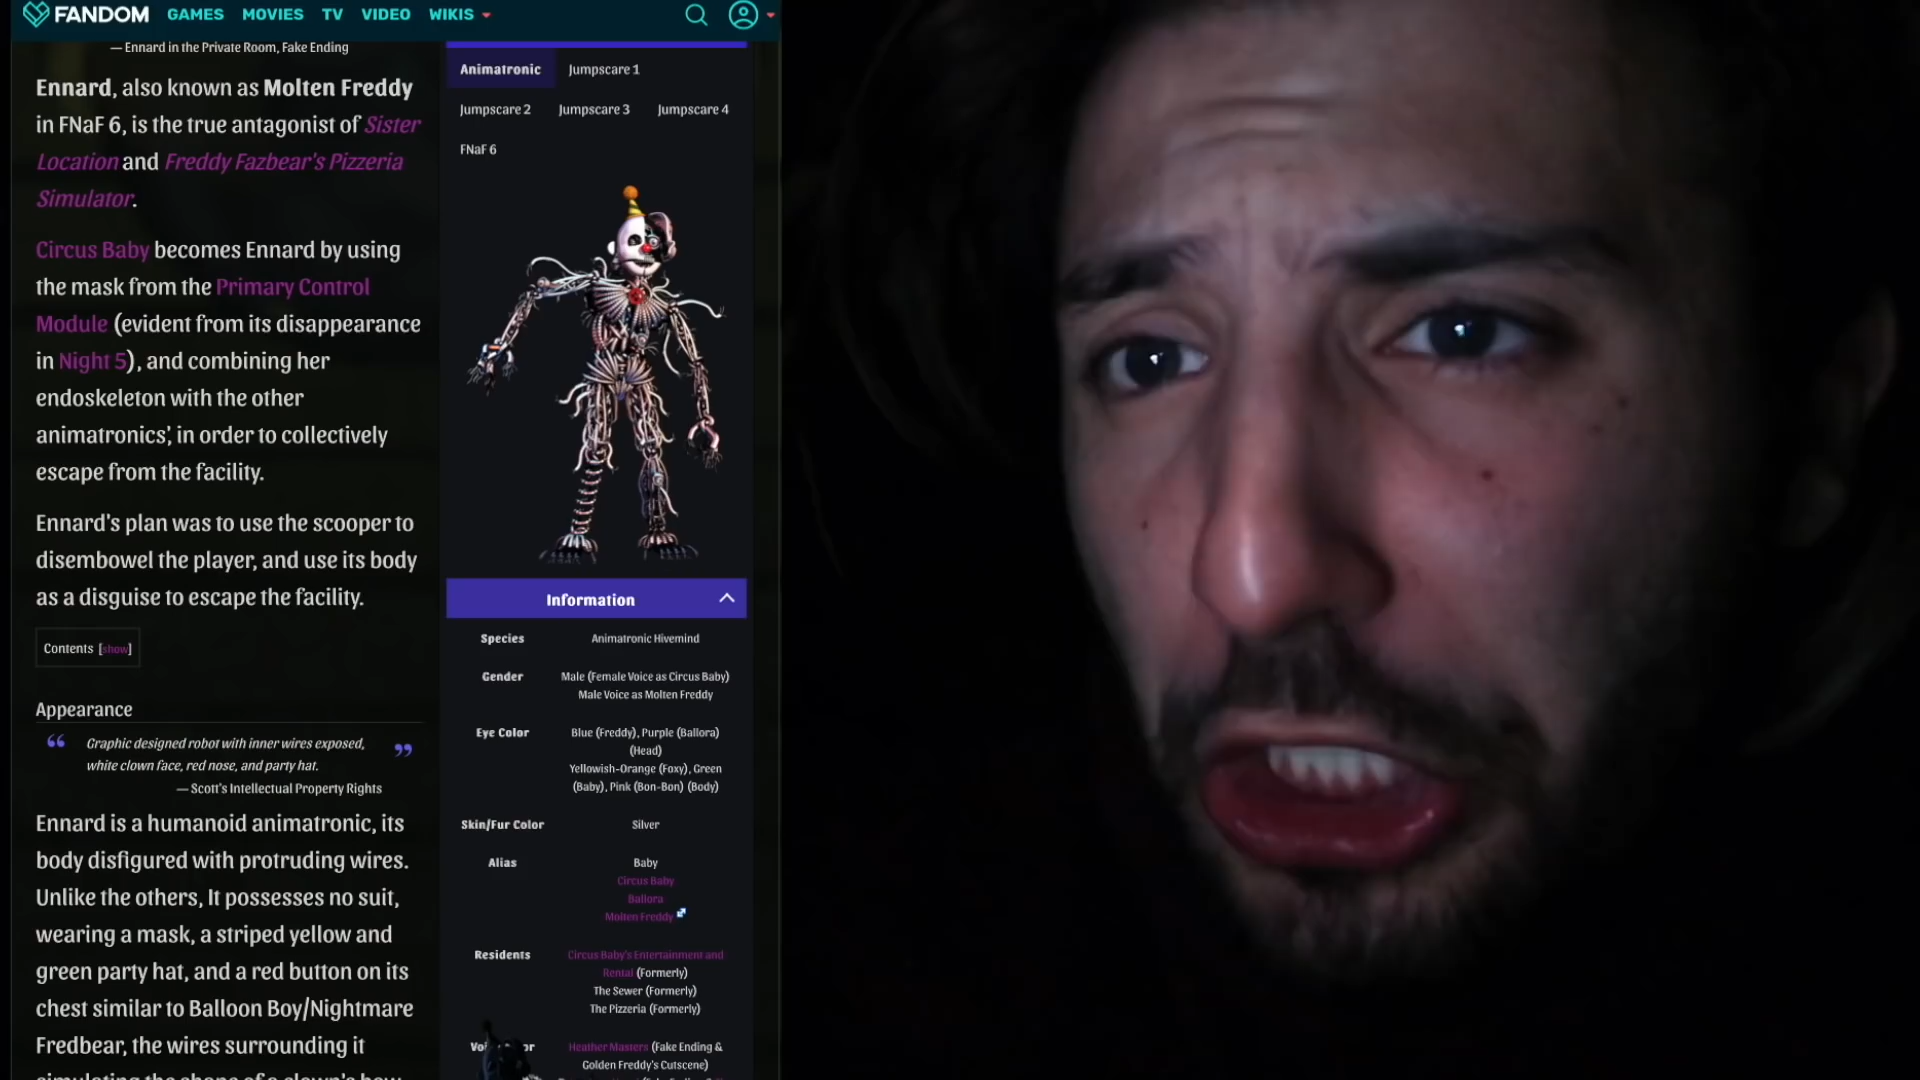 FANDOM GAMES MOVIES TV VIDEO WIKIS
— Ennard in the Private Room, Fake Ending
Ennard, also known as Molten Freddy
in FNaF 6, is the true antagonist of Sister
Location and Freddy Fazbear's Pizzeria
Simulator.
Circus Baby becomes Ennard by using
the mask from the Primary Control
Module (evident from its disappearance
in Night 5), and combining her
endoskeleton with the other
animatronics', in order to collectively
escape from the facility.
Ennard's plan was to use the scooper to
disembowel the player, and use its body
as a disguise to escape the facility.
Contents [show]
Appearance
“ Graphic designed robot with inner wires exposed, ”
white clown face, red nose, and party hat.
— Scott's Intellectual Property Rights
Ennard is a humanoid animatronic, its
body disfigured with protruding wires.
Unlike the others, It possesses no suit,
wearing a mask, a striped yellow and
green party hat, and a red button on its
chest similar to Balloon Boy/Nightmare
Fredbear, the wires surrounding it
simulating the shape of a clown's bow
Animatronic Jumpscare 1
Jumpscare 2 Jumpscare 3 Jumpscare 4
FNaF 6
Information
Species Animatronic Hivemind
Gender Male (Female Voice as Circus Baby)
Male Voice as Molten Freddy
Eye Color Blue (Freddy), Purple (Ballora)
(Head)
Yellowish-Orange (Foxy), Green
(Baby), Pink (Bon-Bon) (Body)
Skin/Fur Color Silver
Alias Baby
Circus Baby
Ballora
Molten Freddy
Residents Circus Baby's Entertainment and
Rental (Formerly)
The Sewer (Formerly)
The Pizzeria (Formerly)
Heather Masters (Fake Ending &
Golden Freddy's Cutscene)